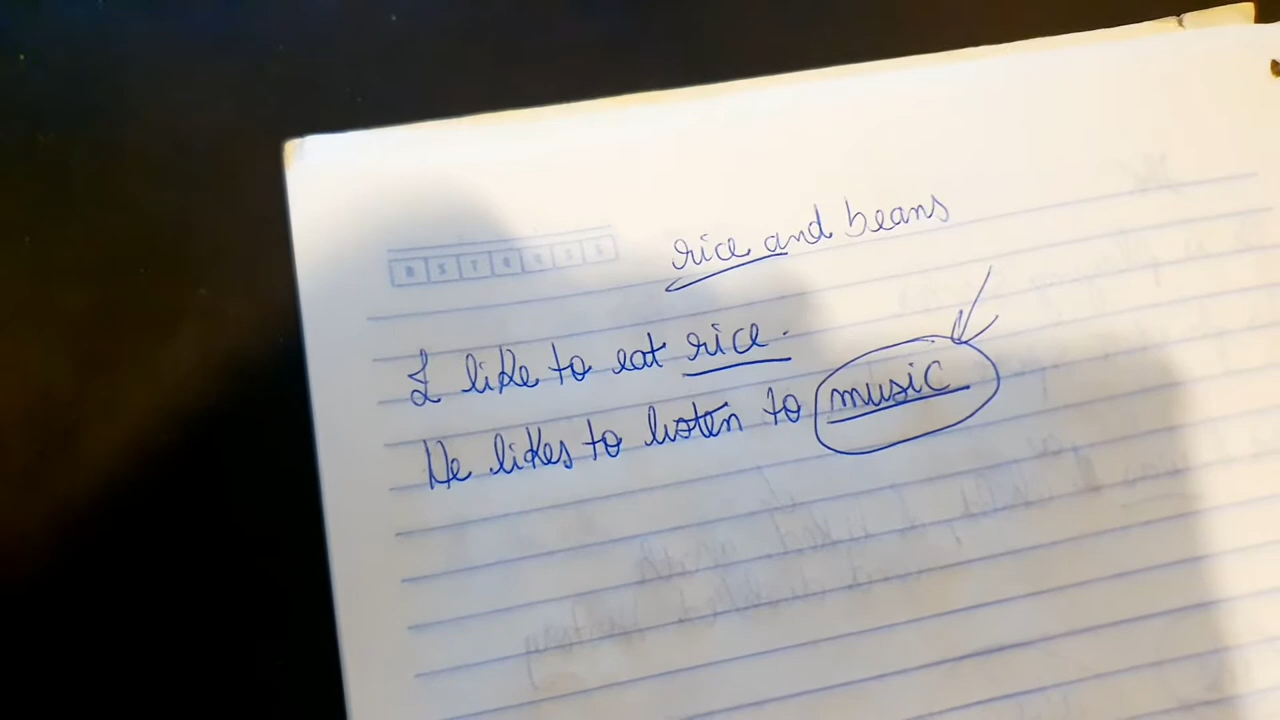 rice and beans
I like to eat rice.
He likes to listen to music